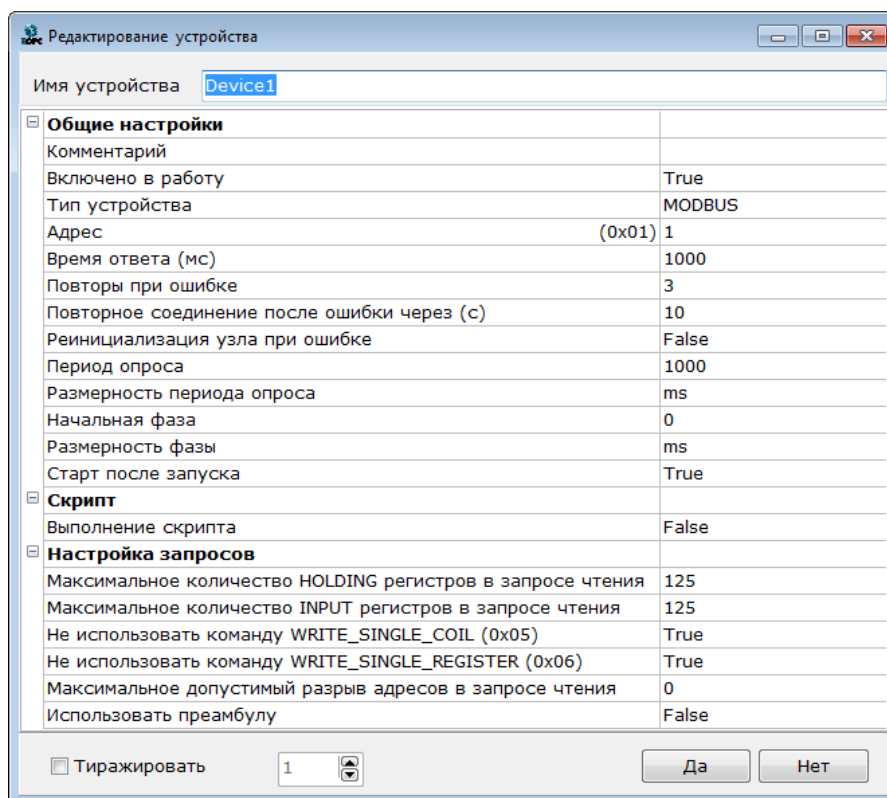 Редактирование устройства
Имя устройства Device1
Общие настройки
Комментарий
Включено в работу True
Тип устройства MODBUS
Адрес (0x01) 1
Время ответа (мс) 1000
Повторы при ошибке 3
Повторное соединение после ошибки через (с) 10
Реинициализация узла при ошибке False
Период опроса 1000
Размерность периода опроса ms
Начальная фаза 0
Размерность фазы ms
Старт после запуска True
Скрипт
Выполнение скрипта False
Настройка запросов
Максимальное количество HOLDING регистров в запросе чтения 125
Максимальное количество INPUT регистров в запросе чтения 125
Не использовать команду WRITE_SINGLE_COIL (0x05) True
Не использовать команду WRITE_SINGLE_REGISTER (0x06) True
Максимальное допустимый разрыв адресов в запросе чтения 0
Использовать преамбулу False
Тиражировать 1 Да Нет